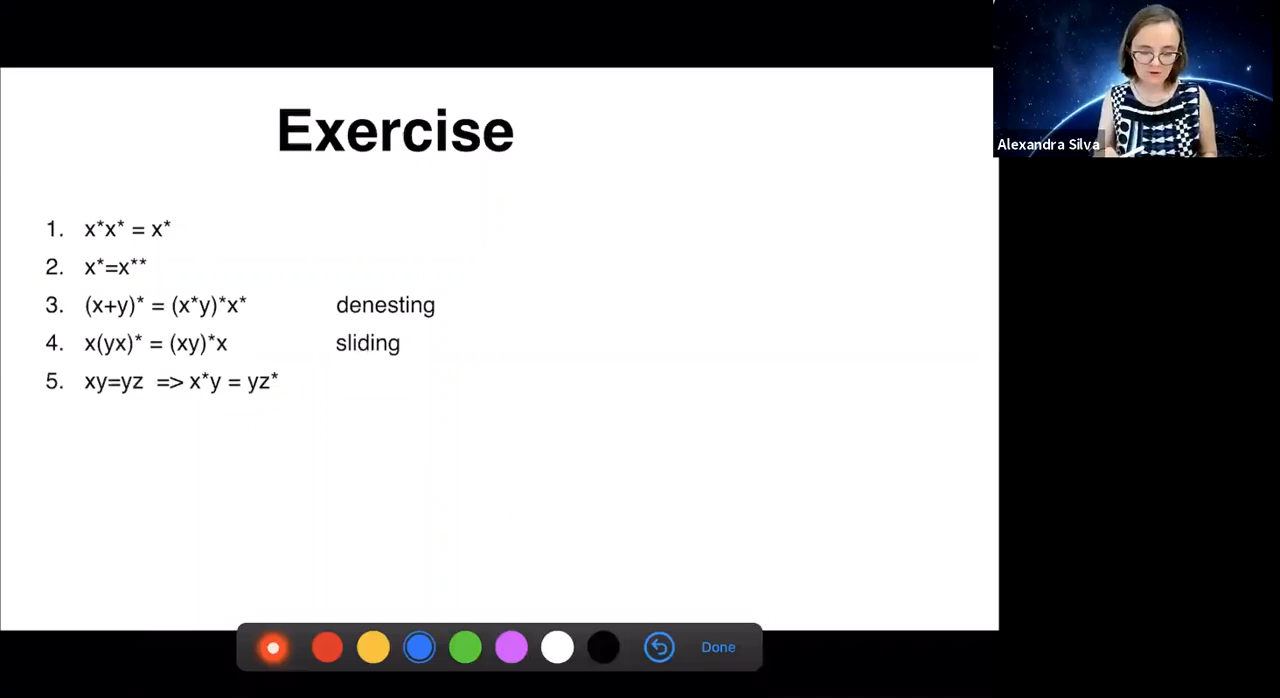 Exercise
Alexandra Silva
1. x*x* = x*
2. x*=x**
3. (x+y)* = (x*y)*x* denesting
4. x(yx)* = (xy)*x sliding
5. xy=yz => x*y = yz*
Done